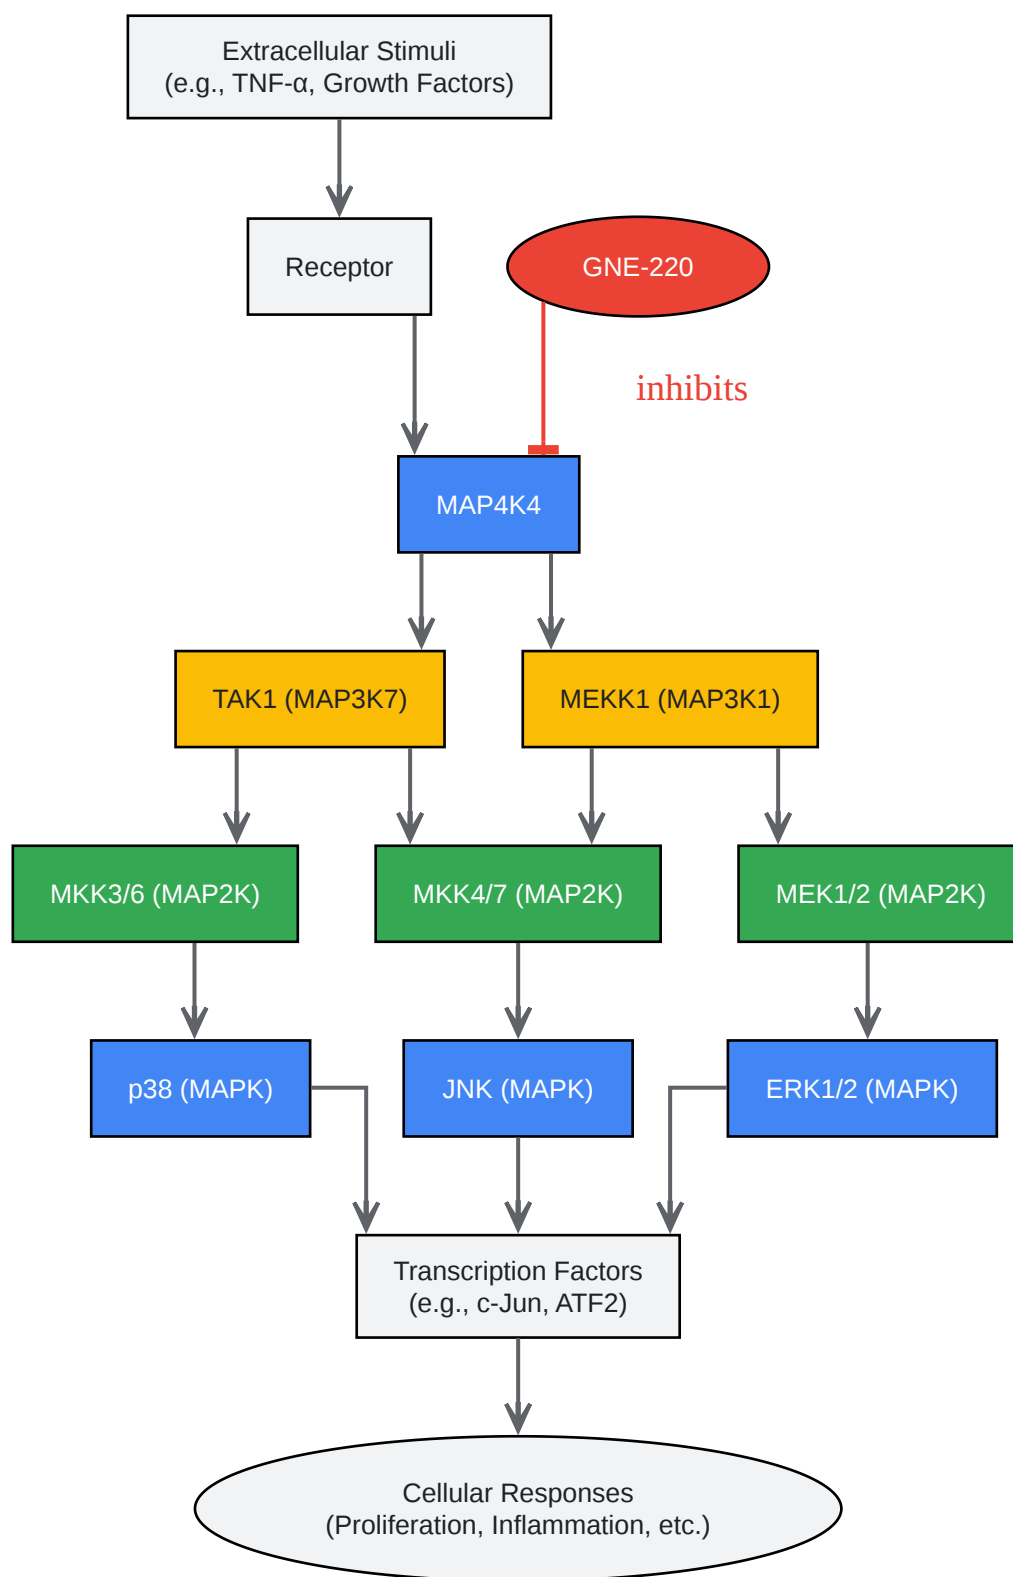 Extracellular Stimuli
(e.g., TNF-α, Growth Factors)
Receptor
GNE-220
inhibits
MAP4K4
TAK1 (MAP3K7)
MEKK1 (MAP3K1)
MKK3/6 (MAP2K)
MKK4/7 (MAP2K)
MEK1/2 (MAP2K)
p38 (MAPK)
JNK (MAPK)
ERK1/2 (MAPK)
Transcription Factors
(e.g., c-Jun, ATF2)
Cellular Responses
(Proliferation, Inflammation, etc.)